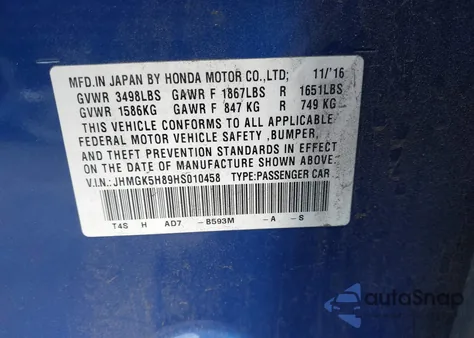 MFD.IN JAPAN BY HONDA MOTOR CO.,LTD. 11/'16
GVWR 3498LBS GAWR F 1867LBS R 1651LBS
GVWR 1586KG GAWR F 847 KG R 749 KG
THIS VEHICLE CONFORMS TO ALL APPLICABLE
FEDERAL MOTOR VEHICLE SAFETY ,BUMPER,
AND THEFT PREVENTION STANDARDS IN EFFECT
ON THE DATE OF MANUFACTURE SHOWN ABOVE.
V.I.N.: JHMGK5H89HS010458 TYPE:PASSENGER CAR
T4S H AD7 -B593M -A -S
autoSnap